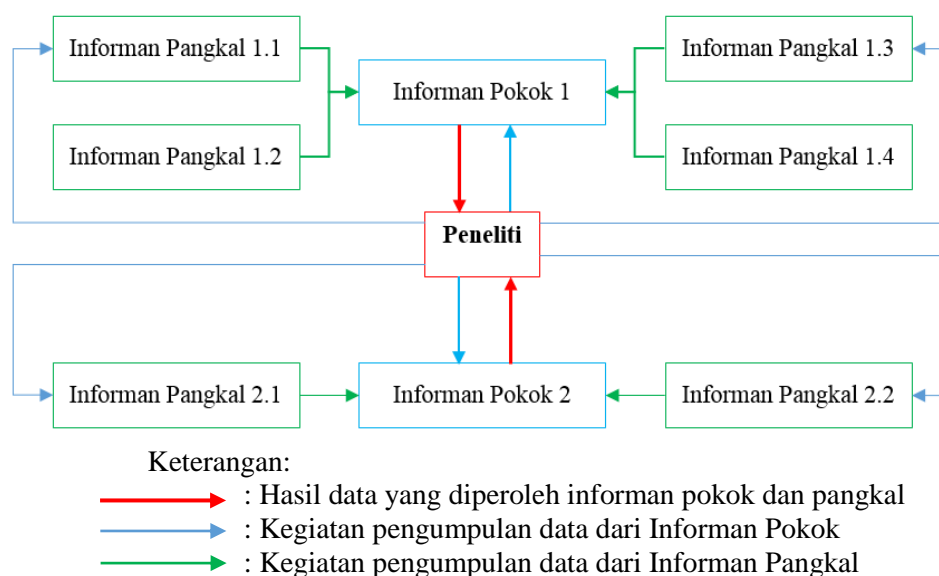 Informan Pangkal 1.1
Informan Pangkal 1.3
Informan Pokok 1
Informan Pangkal 1.2
Informan Pangkal 1.4
Peneliti
Informan Pangkal 2.1
Informan Pokok 2
Informan Pangkal 2.2
Keterangan:
: Hasil data yang diperoleh informan pokok dan pangkal
: Kegiatan pengumpulan data dari Informan Pokok
: Kegiatan pengumpulan data dari Informan Pangkal